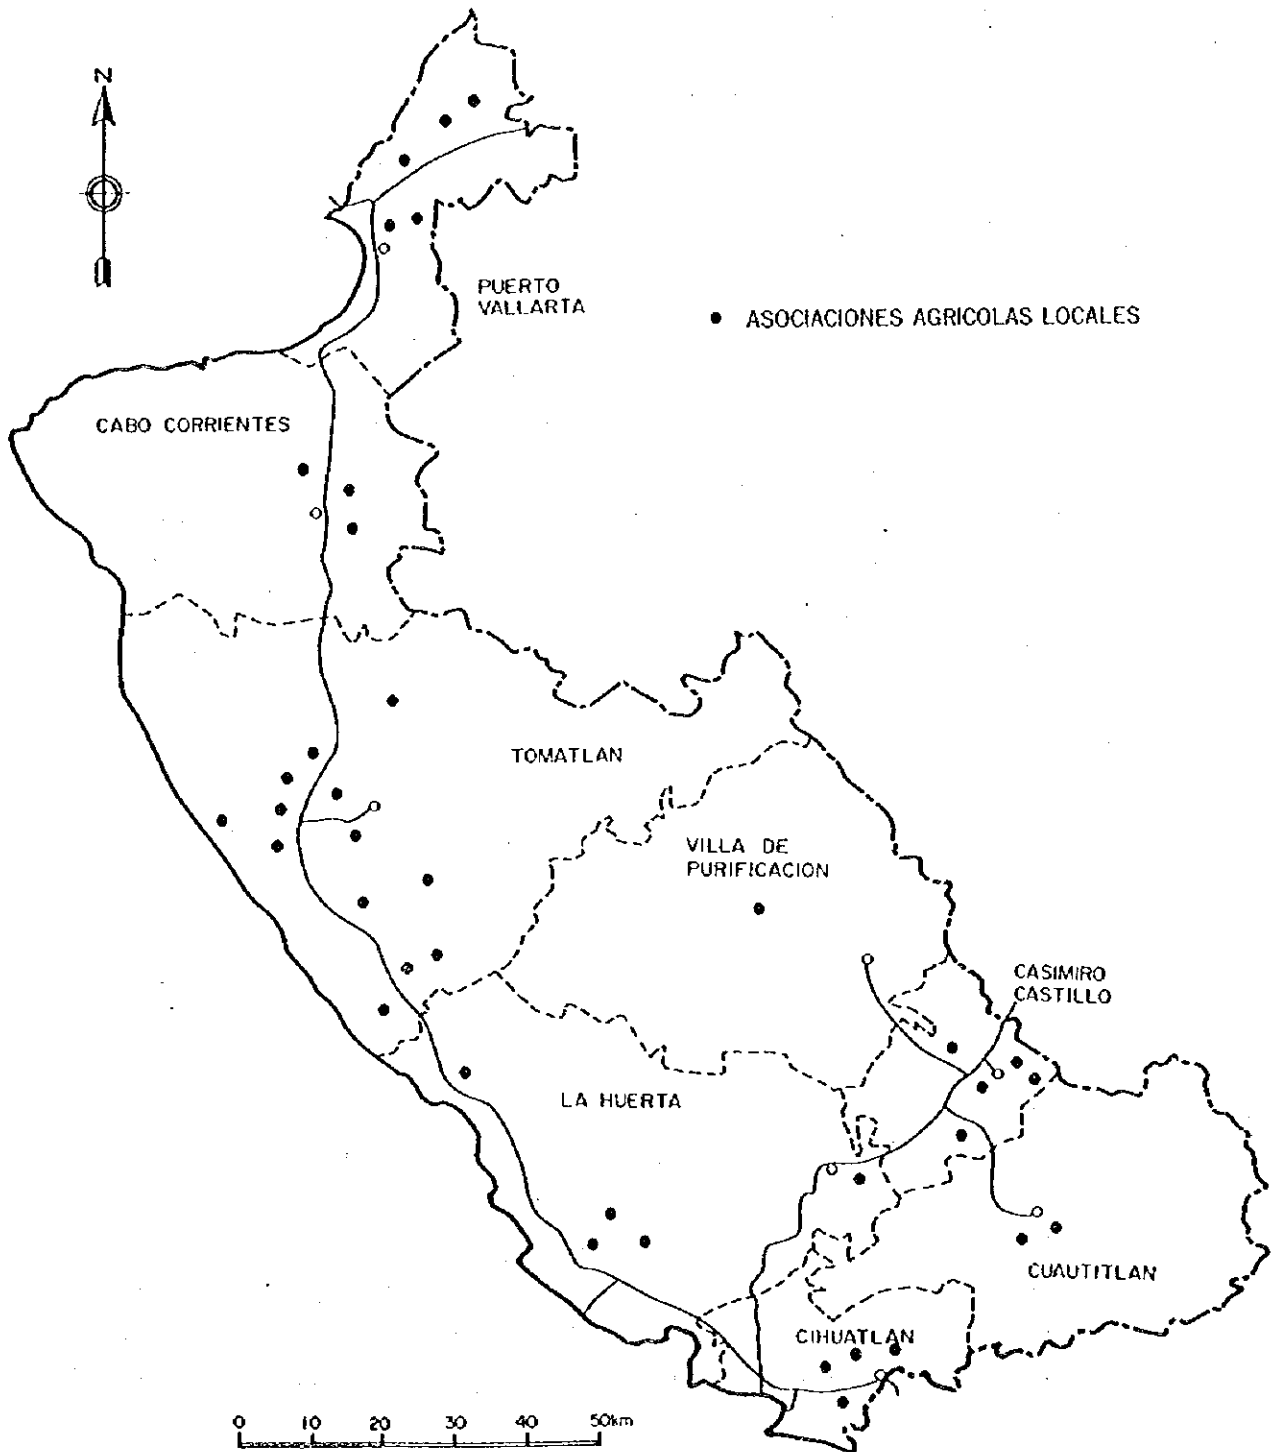 N
PUERTO
VALLARTA
ASOCIACIONES AGRICOLAS LOCALES
CABO CORRIENTES
TOMATLAN
VILLA DE
PURIFICACION
CASIMIRO
CASTILLO
LA HUERTA
CUAUTITLAN
CIHUATLAN
0 10 20 30 40 50km